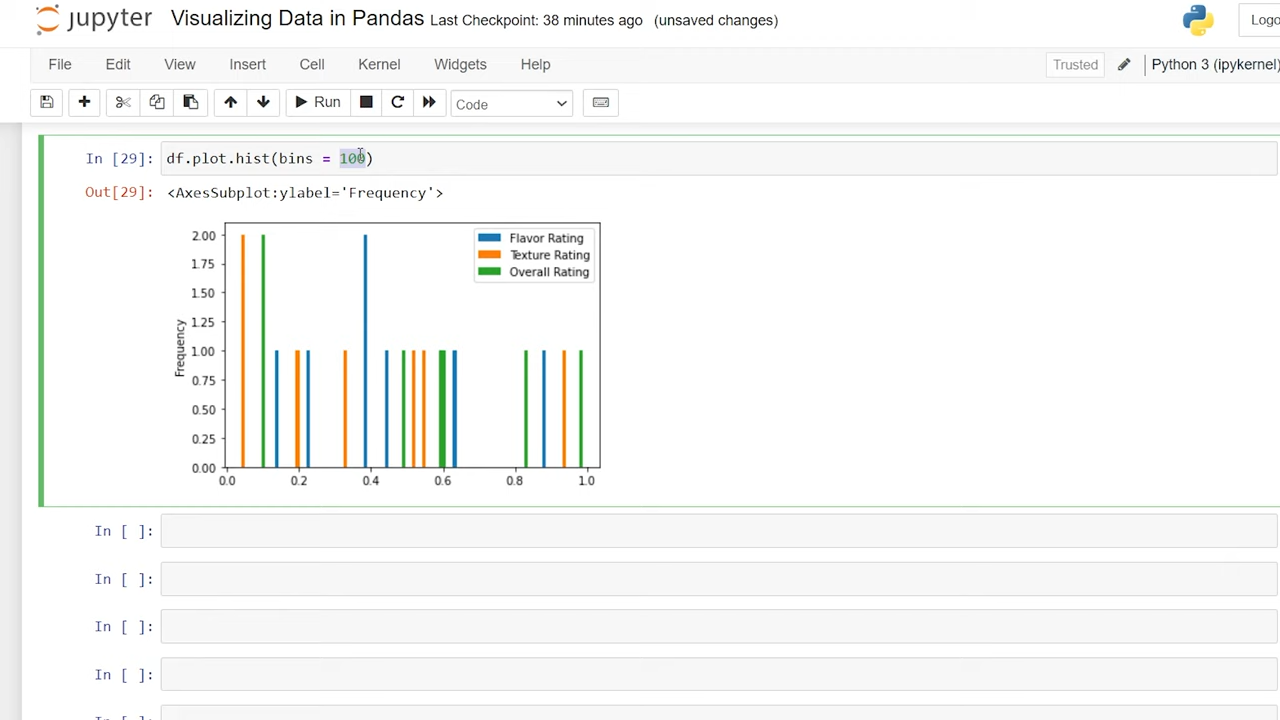 jupyter Visualizing Data in Pandas Last Checkpoint: 38 minutes ago (unsaved changes) Logo
File Edit View Insert Cell Kernel Widgets Help Trusted Python 3 (ipykernel)
Run Code
In [29]: df.plot.hist(bins = 100)
Out[29]: <AxesSubplot:ylabel='Frequency'>
Frequency
2.00
1.75
1.50
1.25
1.00
0.75
0.50
0.25
0.00
Flavor Rating
Texture Rating
Overall Rating
0.0 0.2 0.4 0.6 0.8 1.0
In [ ]:
In [ ]:
In [ ]:
In [ ]:
In [ ]: